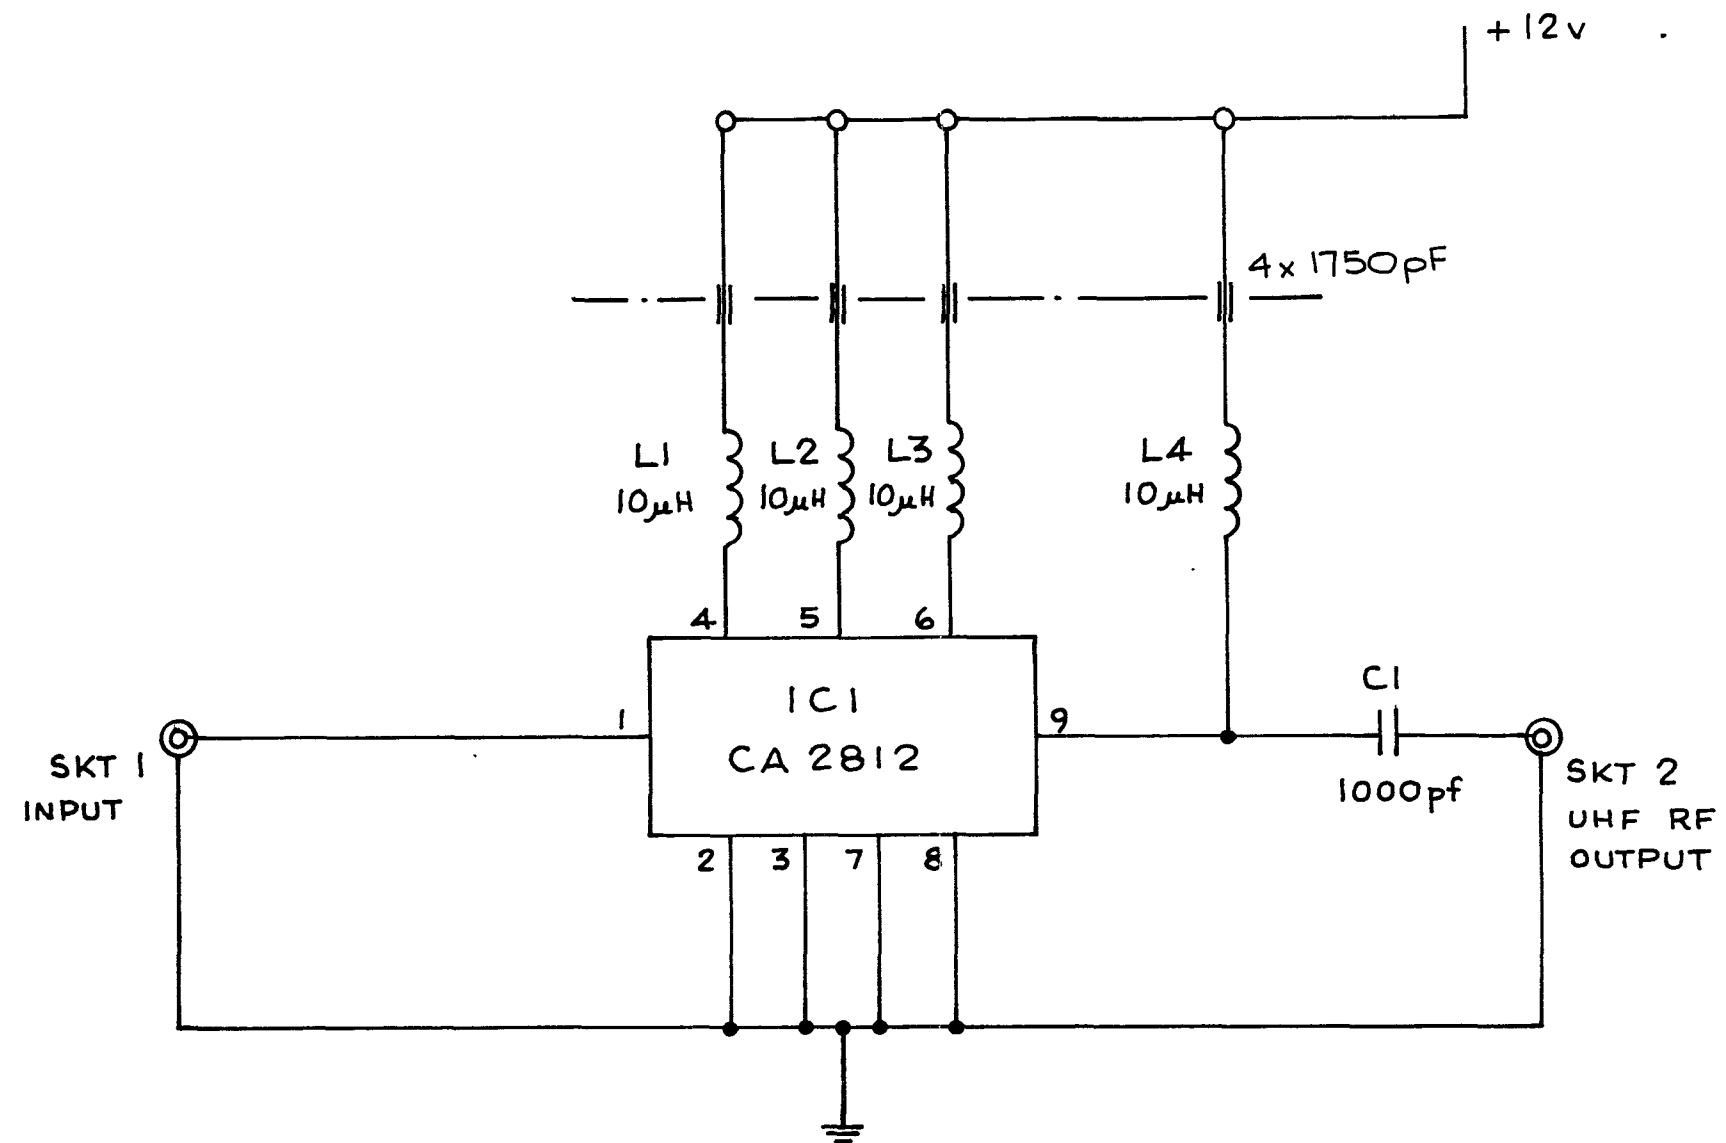 +12v
4x 1750pF
L1
10µH
L2
10µH
L3
10µH
L4
10µH
4
5
6
1
IC1
CA 2812
9
C1
1000pf
SKT 1
INPUT
SKT 2
UHF RF
OUTPUT
2
3
7
8